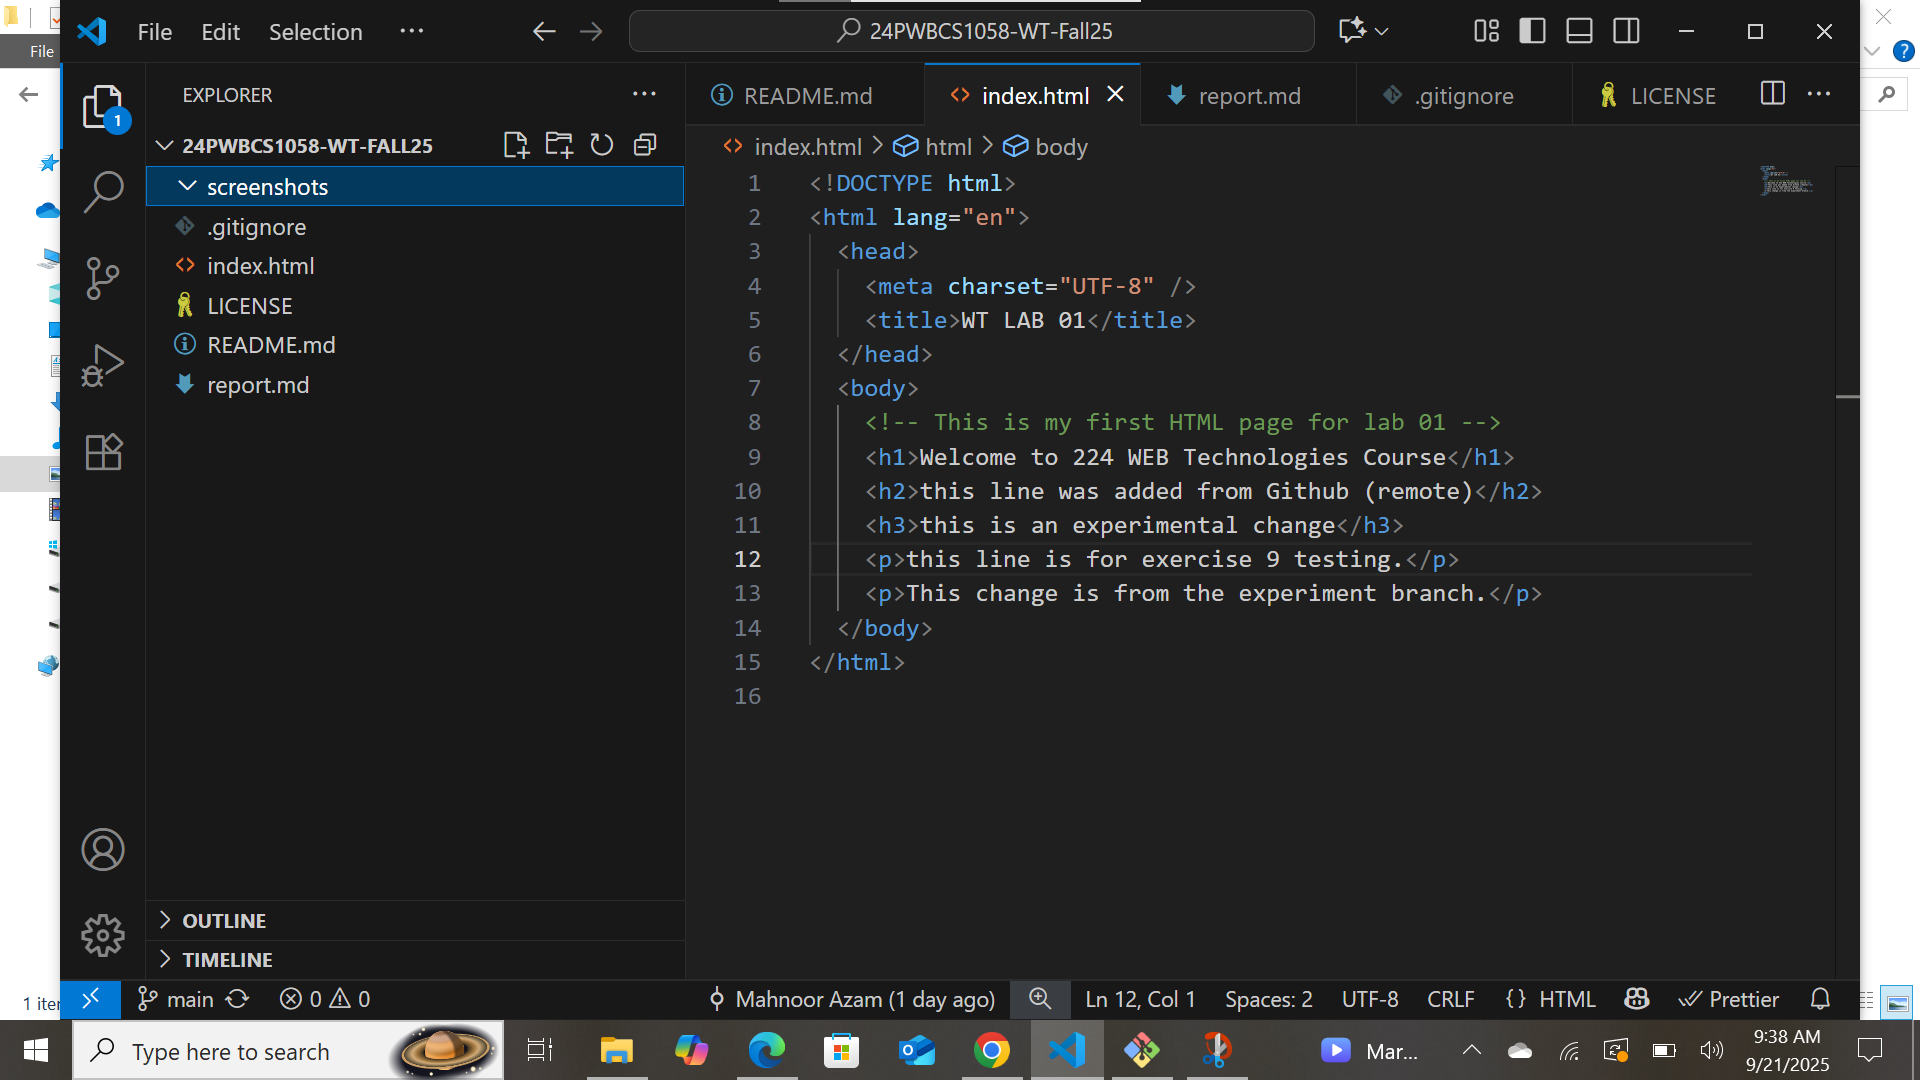 File Edit Selection ··· 24PWBCS1058-WT-Fall25
File
?
EXPLORER ···
1
README.md index.html report.md .gitignore LICENSE ···
24PWBCS1058-WT-FALL25
index.html > html > body
screenshots
.gitignore
index.html
LICENSE
README.md
report.md
1 <!DOCTYPE html>
2 <html lang="en">
3 <head>
4 <meta charset="UTF-8" />
5 <title>WT LAB 01</title>
6 </head>
7 <body>
8 <!-- This is my first HTML page for lab 01 -->
9 <h1>Welcome to 224 WEB Technologies Course</h1>
10 <h2>this line was added from Github (remote)</h2>
11 <h3>this is an experimental change</h3>
12 <p>this line is for exercise 9 testing.</p>
13 <p>This change is from the experiment branch.</p>
14 </body>
15 </html>
16
OUTLINE
TIMELINE
main 0 0 Mahnoor Azam (1 day ago) Ln 12, Col 1 Spaces: 2 UTF-8 CRLF {} HTML Prettier
Type here to search
Mar...
9:38 AM
9/21/2025